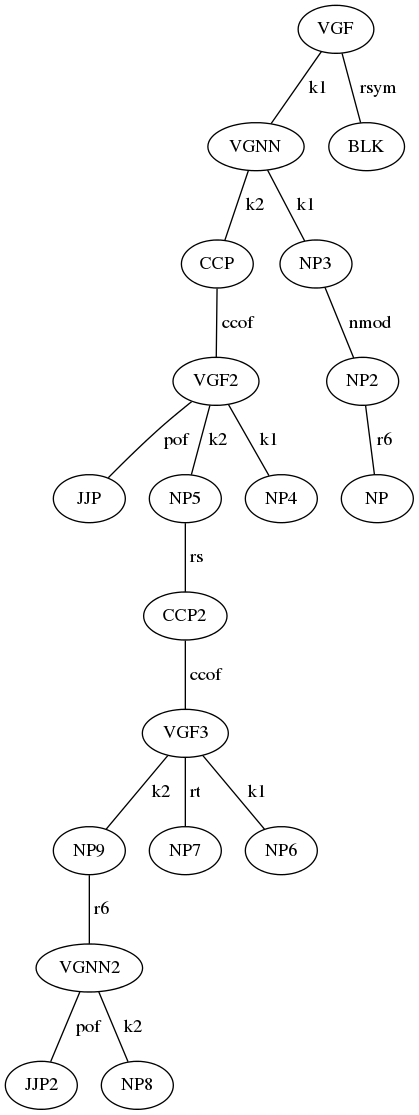 VGF
k1 rsym
VGNN BLK
k2 k1
CCP NP3
ccof nmod
VGF2 NP2
pof k2 k1 r6
JJP NP5 NP4 NP
rs
CCP2
ccof
VGF3
k2 rt k1
NP9 NP7 NP6
r6
VGNN2
pof k2
JJP2 NP8